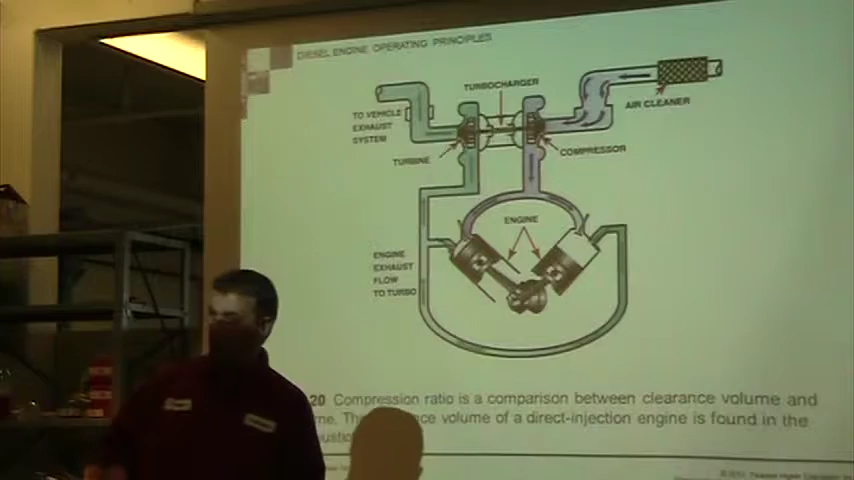 DIESEL ENGINE OPERATING PRINCIPLES
TURBOCHARGER
AIR CLEANER
TO VEHICLE
EXHAUST
SYSTEM
TURBINE
COMPRESSOR
ENGINE
ENGINE
EXHAUST
FLOW
TO TURBO
20 Compression ratio is a comparison between clearance volume and
volume of a direct-injection engine is found in the